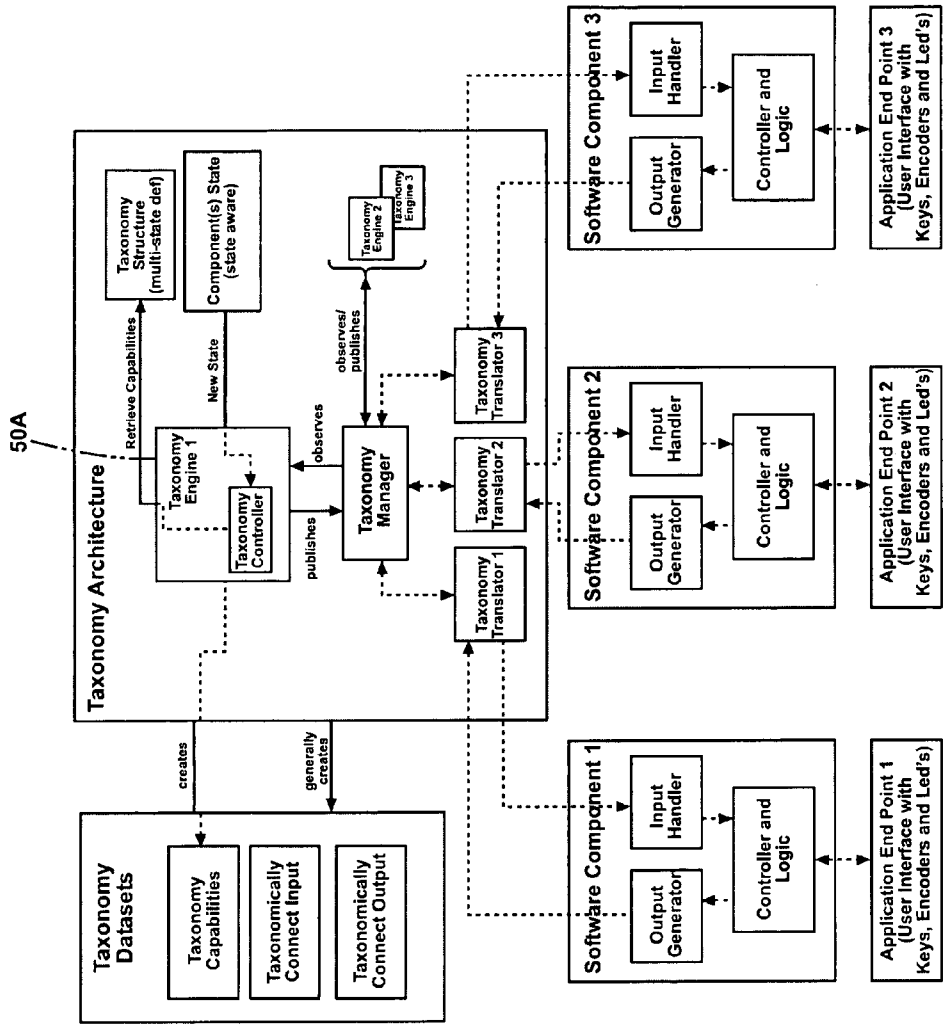 50A
Taxonomy
Datasets
Taxonomy
Capabilities
Taxonomically
Connect Input
Taxonomically
Connect Output
creates
generally
creates
Taxonomy Architecture
Taxonomy
Engine 1
Taxonomy
Controller
Retrieve Capabilities
New State
Taxonomy
Structure
(multi-state def)
Component(s) State
(state aware)
publishes
observes
Taxonomy
Manager
observes/
publishes
Taxonomy
Engine 2
Taxonomy
Engine 3
Taxonomy
Translator 1
Taxonomy
Translator 2
Taxonomy
Translator 3
Software Component 1
Output
Generator
Input
Handler
Controller and
Logic
Application End Point 1
(User Interface with
Keys, Encoders and Led's)
Software Component 2
Output
Generator
Input
Handler
Controller and
Logic
Application End Point 2
(User Interface with
Keys, Encoders and Led's)
Software Component 3
Output
Generator
Input
Handler
Controller and
Logic
Application End Point 3
(User Interface with
Keys, Encoders and Led's)